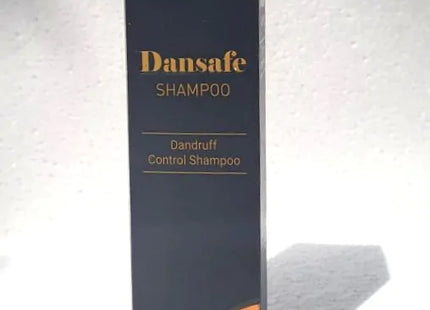 Dansafe
SHAMPOO
Dandruff
Control Shampoo